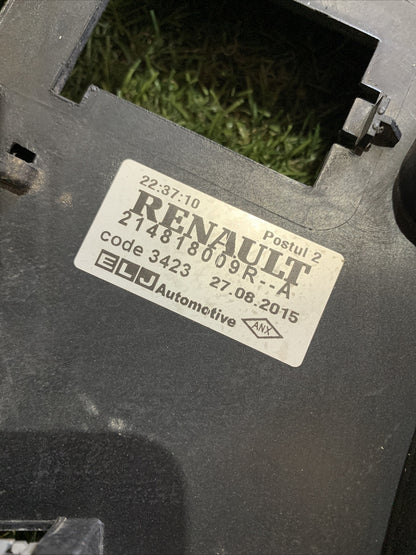 22:37:10 Postul 2
RENAULT
214818009R--A
code 3423 27.08.2015
ELJ Automotive ANX